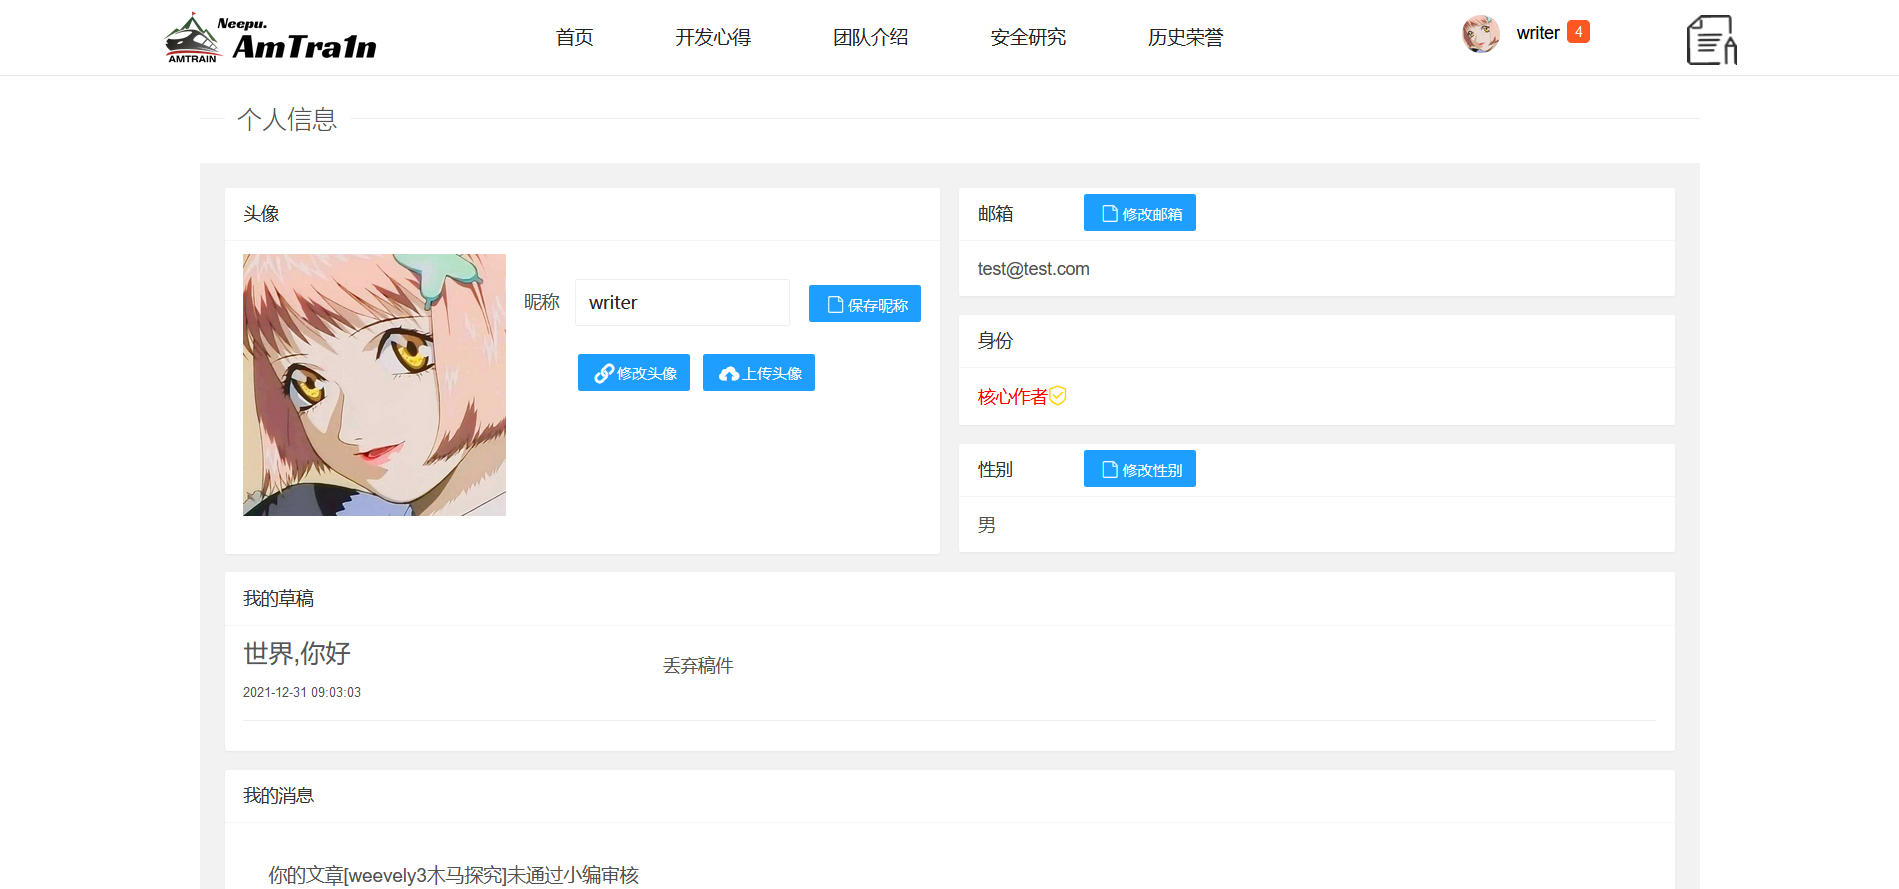 Neepu.
AmTra1n
AMTRAIN
首页
开发心得
团队介绍
安全研究
历史荣誉
writer 4
个人信息
头像
昵称
writer
保存昵称
修改头像
上传头像
邮箱
修改邮箱
test@test.com
身份
核心作者
性别
修改性别
男
我的草稿
世界,你好
丢弃稿件
2021-12-31 09:03:03
我的消息
你的文章[weevely3木马探究]未通过小编审核